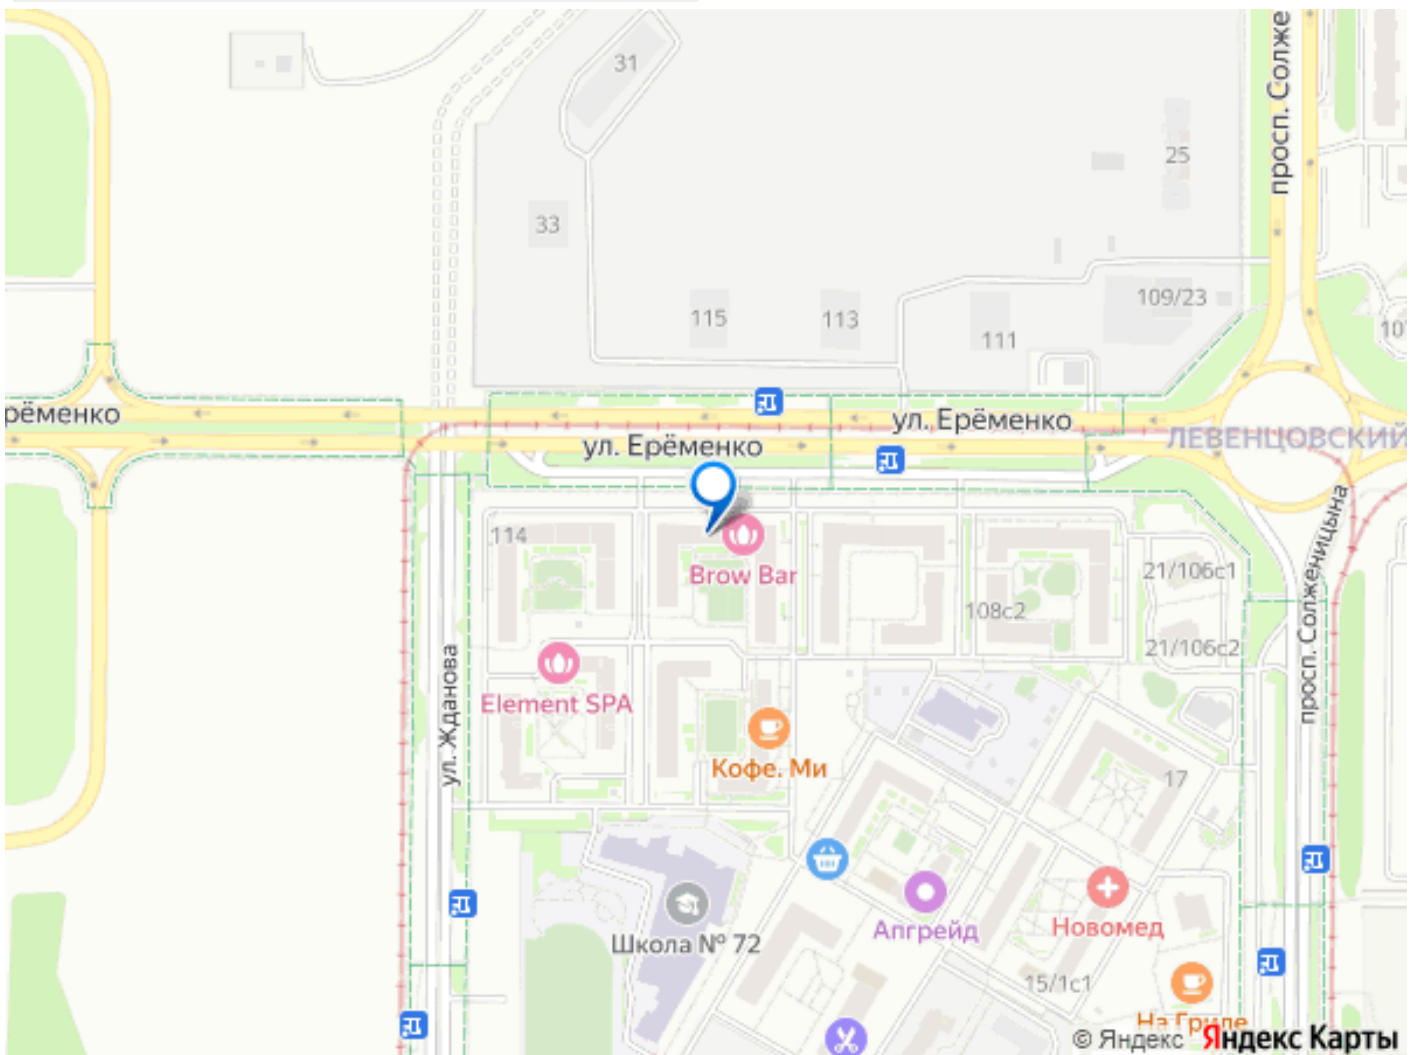 31
просп. Солже
25
33
115
113
111
109/23
10
рёменко
ул. Ерёменко
ул. Ерёменко
ЛЕВЕНЦОВСКИЙ
114
Brow Bar
108с2
21/106с1
21/106с2
просп. Солженицына
ул. Жданова
Element SPA
Кофе. Ми
17
Школа № 72
Апгрейд
Новомед
15/1с1
На Гриле
© Яндекс Яндекс Карты